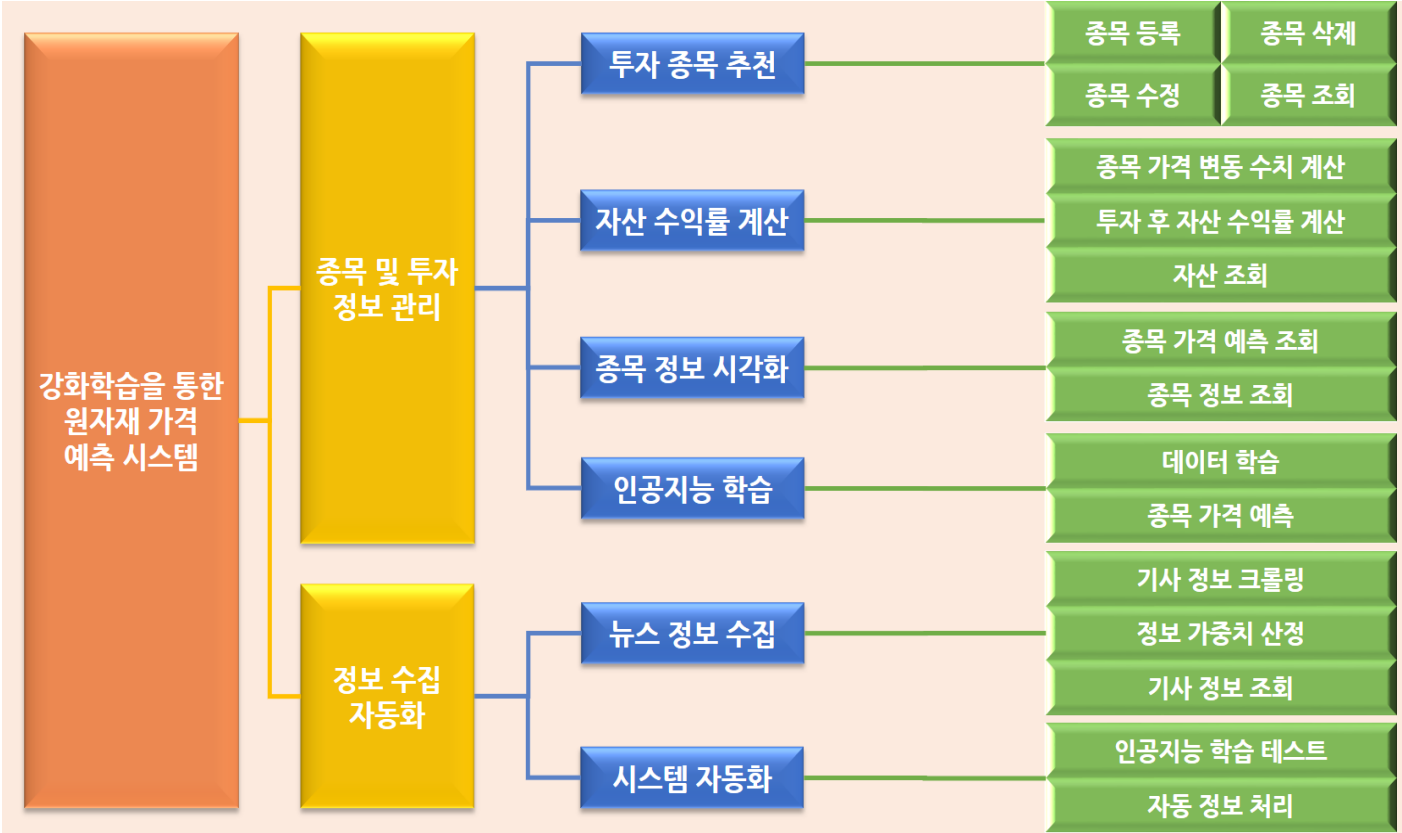 강화학습을 통한
원자재 가격
예측 시스템
종목 및 투자
정보 관리
정보 수집
자동화
투자 종목 추천
자산 수익률 계산
종목 정보 시각화
인공지능 학습
뉴스 정보 수집
시스템 자동화
종목 등록
종목 삭제
종목 수정
종목 조회
종목 가격 변동 수치 계산
투자 후 자산 수익률 계산
자산 조회
종목 가격 예측 조회
종목 정보 조회
데이터 학습
종목 가격 예측
기사 정보 크롤링
정보 가중치 산정
기사 정보 조회
인공지능 학습 테스트
자동 정보 처리